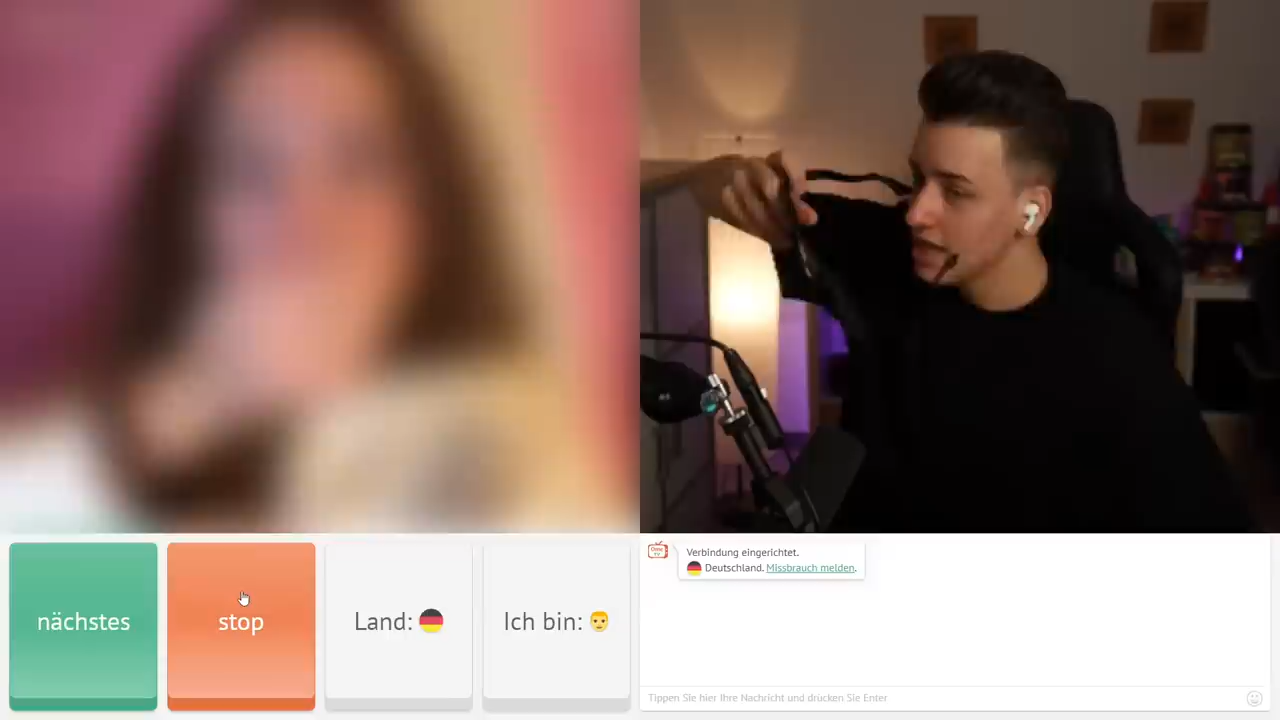 nächstes
stop
Land:
Ich bin:
Verbindung eingerichtet.
Deutschland. Missbrauch melden.
Tippen Sie hier Ihre Nachricht und drücken Sie Enter